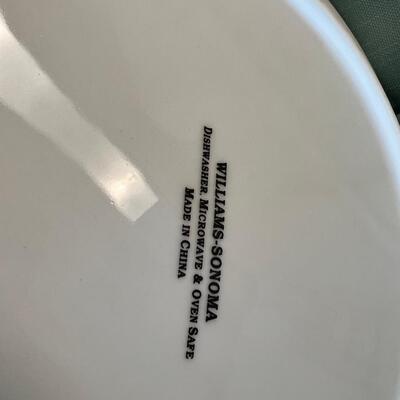 WILLIAMS-SONOMA
DISHWASHER, MICROWAVE & OVEN SAFE
MADE IN CHINA